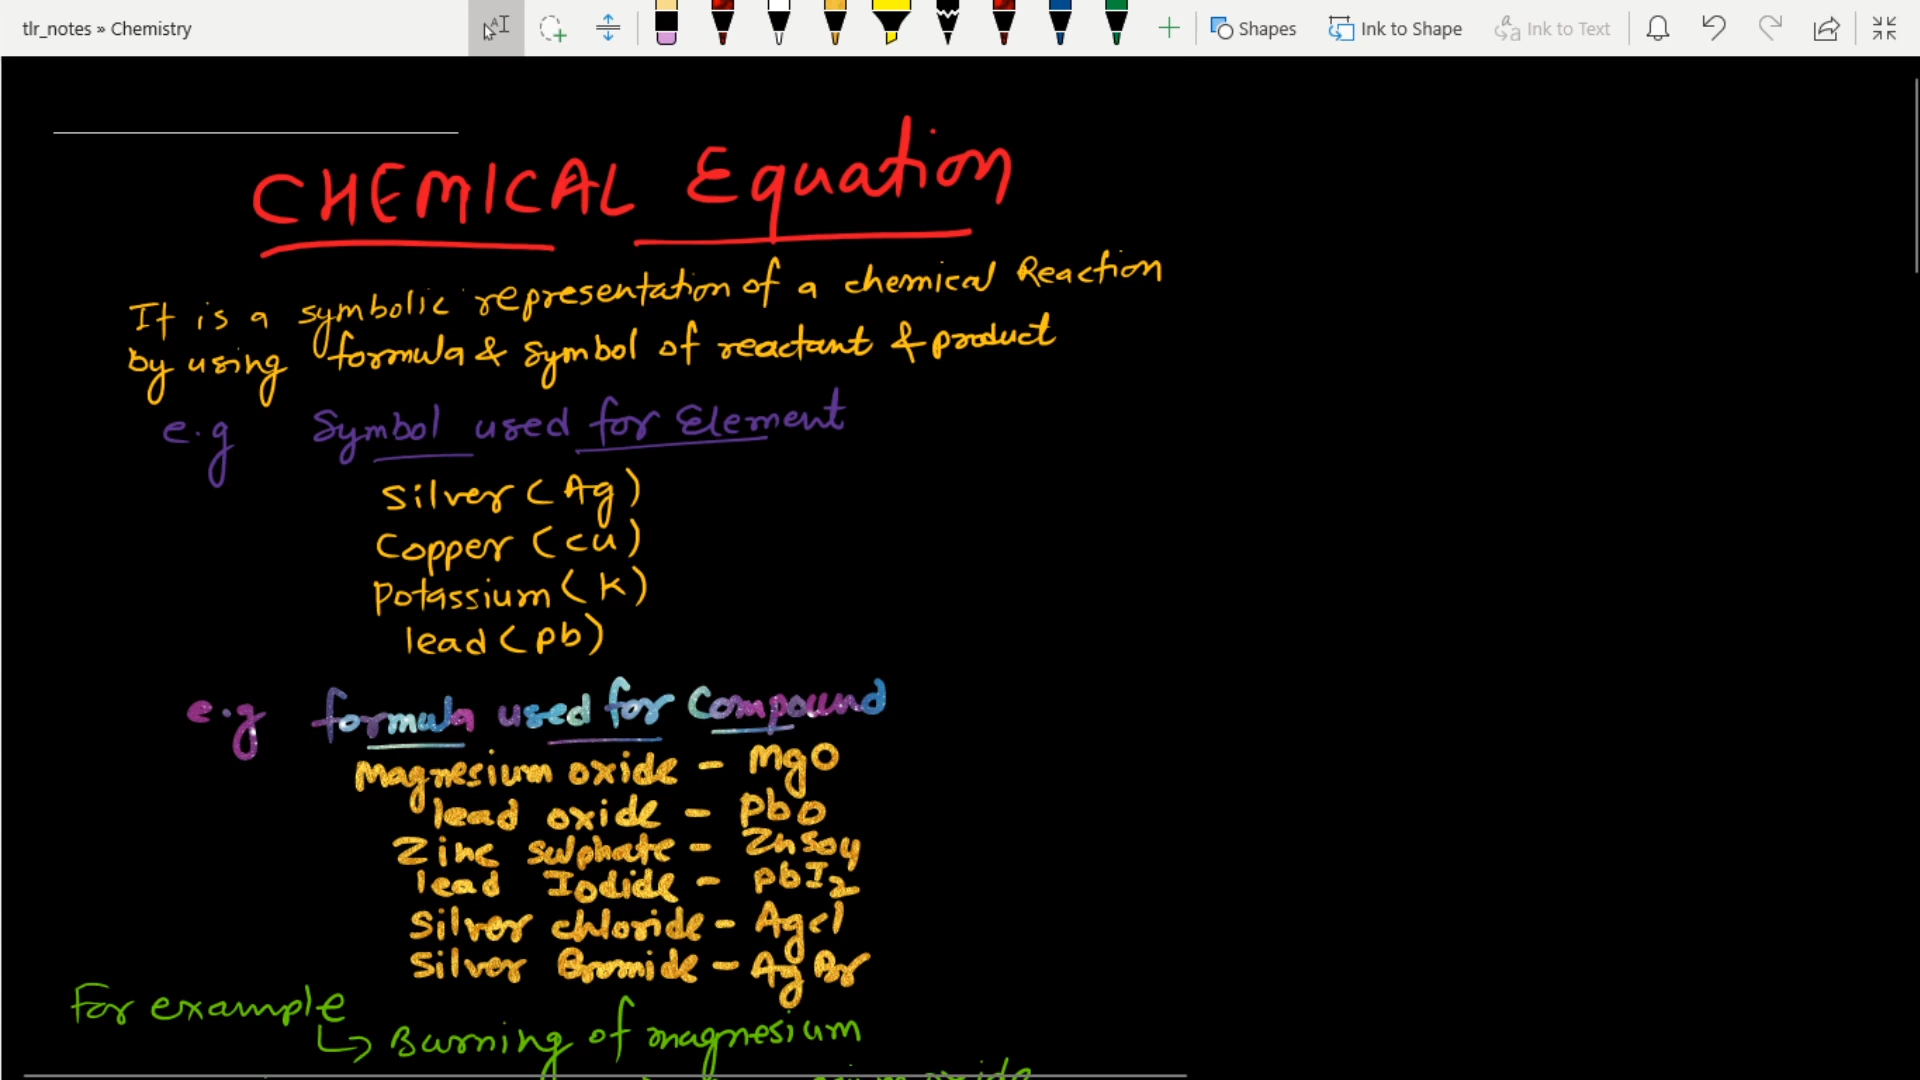 tlr_notes » Chemistry
Shapes
Ink to Shape
Ink to Text
CHEMICAL Equation
It is a symbolic representation of a chemical Reaction
by using formula & symbol of reactant & product
e.g Symbol used for Element
Silver (Ag)
Copper (cu)
Potassium (K)
lead (pb)
e.g formula used for Compound
Magnesium oxide - MgO
lead oxide - pbo
Zinc sulphate - ZnSo4
lead Iodide - pbI2
Silver chloride - Agcl
Silver Bromide - AgBr
For example
↳ Burning of magnesium
oxide